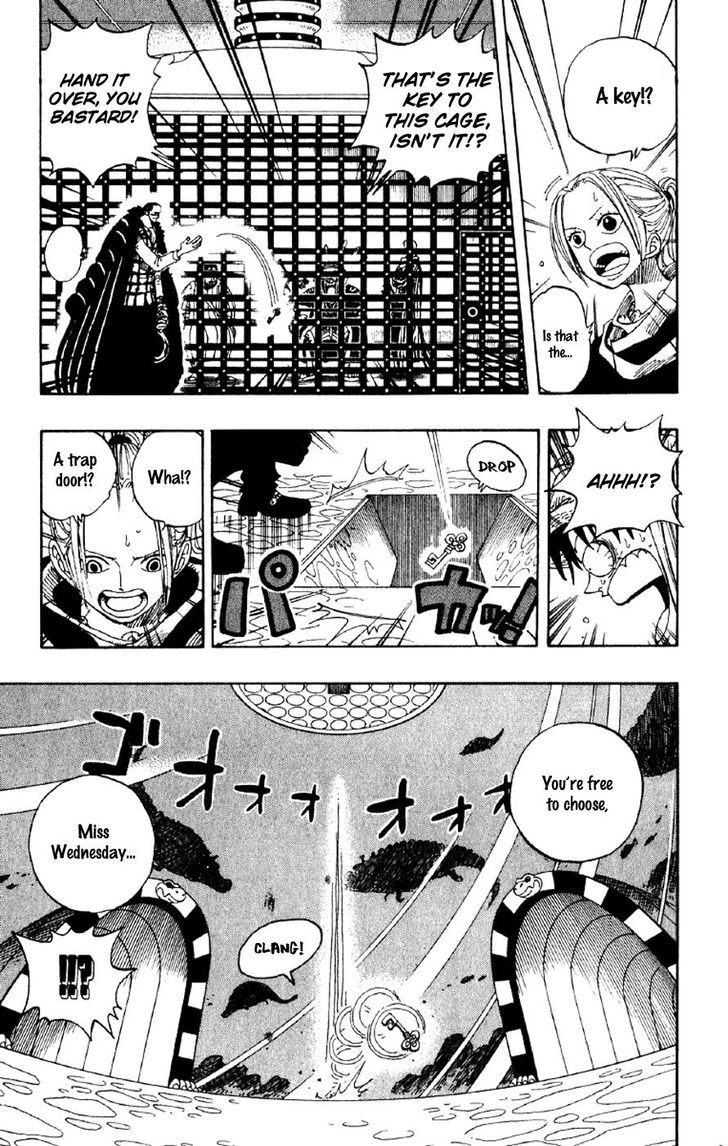 A key!?
Is that
the...
THAT'S THE
KEY TO
THIS CAGE,
ISN'T IT!?
HAND IT
OVER, YOU
BASTARD!
AHHH!?
DROP
パカッ!
Wha!?
A trap
door!?
You're free
to choose,
ゴオオオオオオ
Miss
Wednesday...
CLANG!
!!?